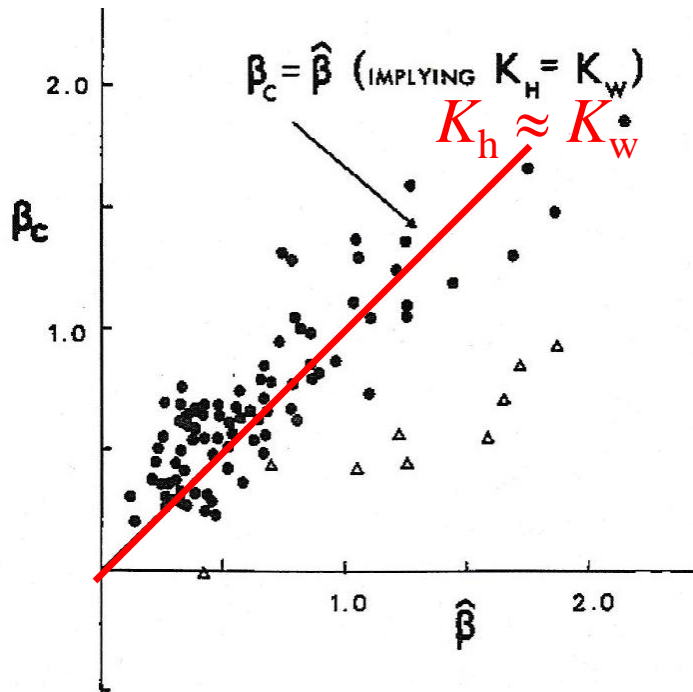 2.0
β_C = β̂ (IMPLYING K_H = K_W)
K_h ≈ K_w
β_C
1.0
1.0
2.0
β̂